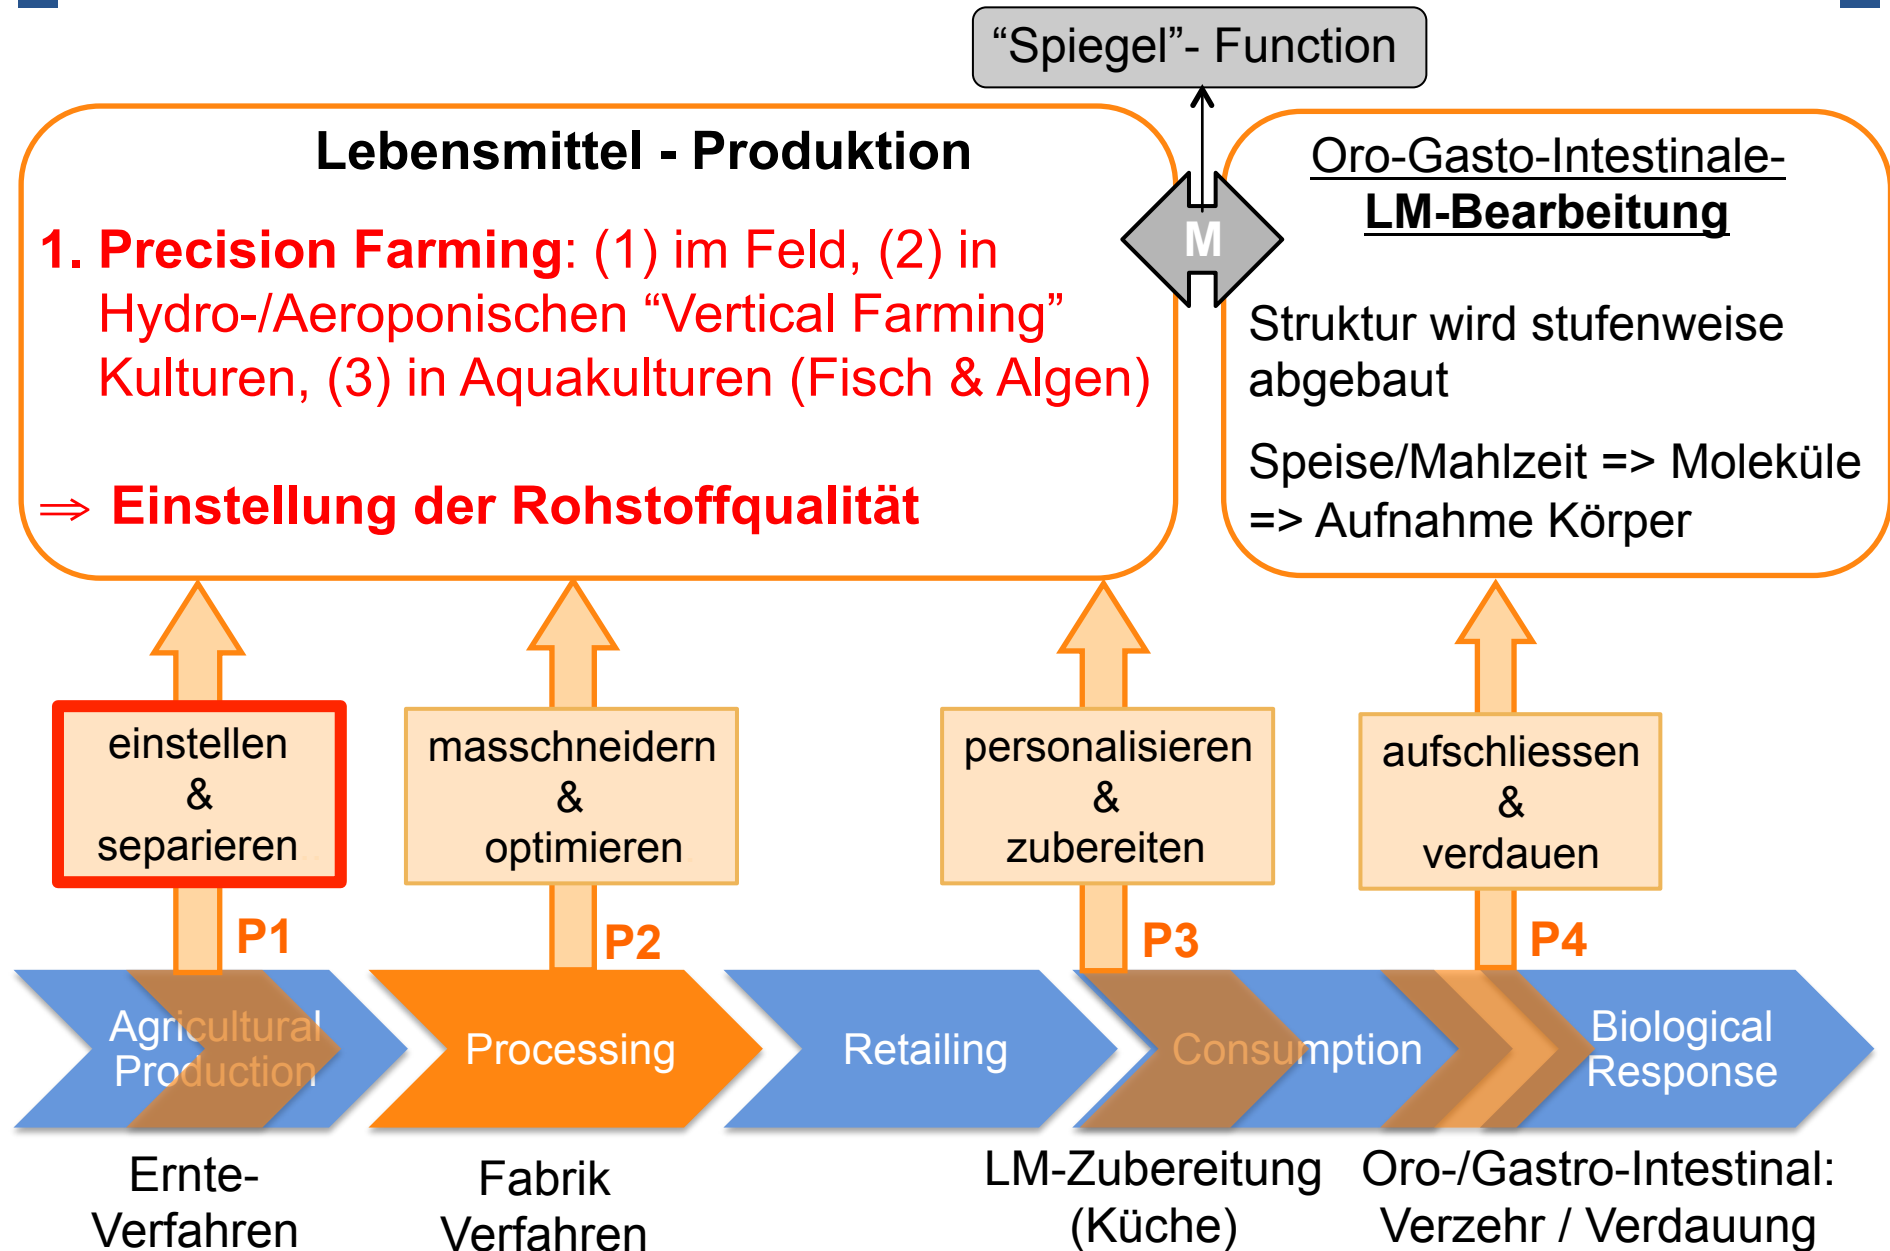 “Spiegel”- Function
Lebensmittel - Produktion
1. Precision Farming: (1) im Feld, (2) in
Hydro-/Aeroponischen “Vertical Farming”
Kulturen, (3) in Aquakulturen (Fisch & Algen)
⇒ Einstellung der Rohstoffqualität
M
Oro-Gasto-Intestinale-
LM-Bearbeitung
Struktur wird stufenweise
abgebaut
Speise/Mahlzeit => Moleküle
=> Aufnahme Körper
einstellen
&
separieren
masschneidern
&
optimieren
personalisieren
&
zubereiten
aufschliessen
&
verdauen
P1
P2
P3
P4
Agricultural
Production
Processing
Retailing
Consumption
Biological
Response
Ernte-
Verfahren
Fabrik
Verfahren
LM-Zubereitung
(Küche)
Oro-/Gastro-Intestinal:
Verzehr / Verdauung